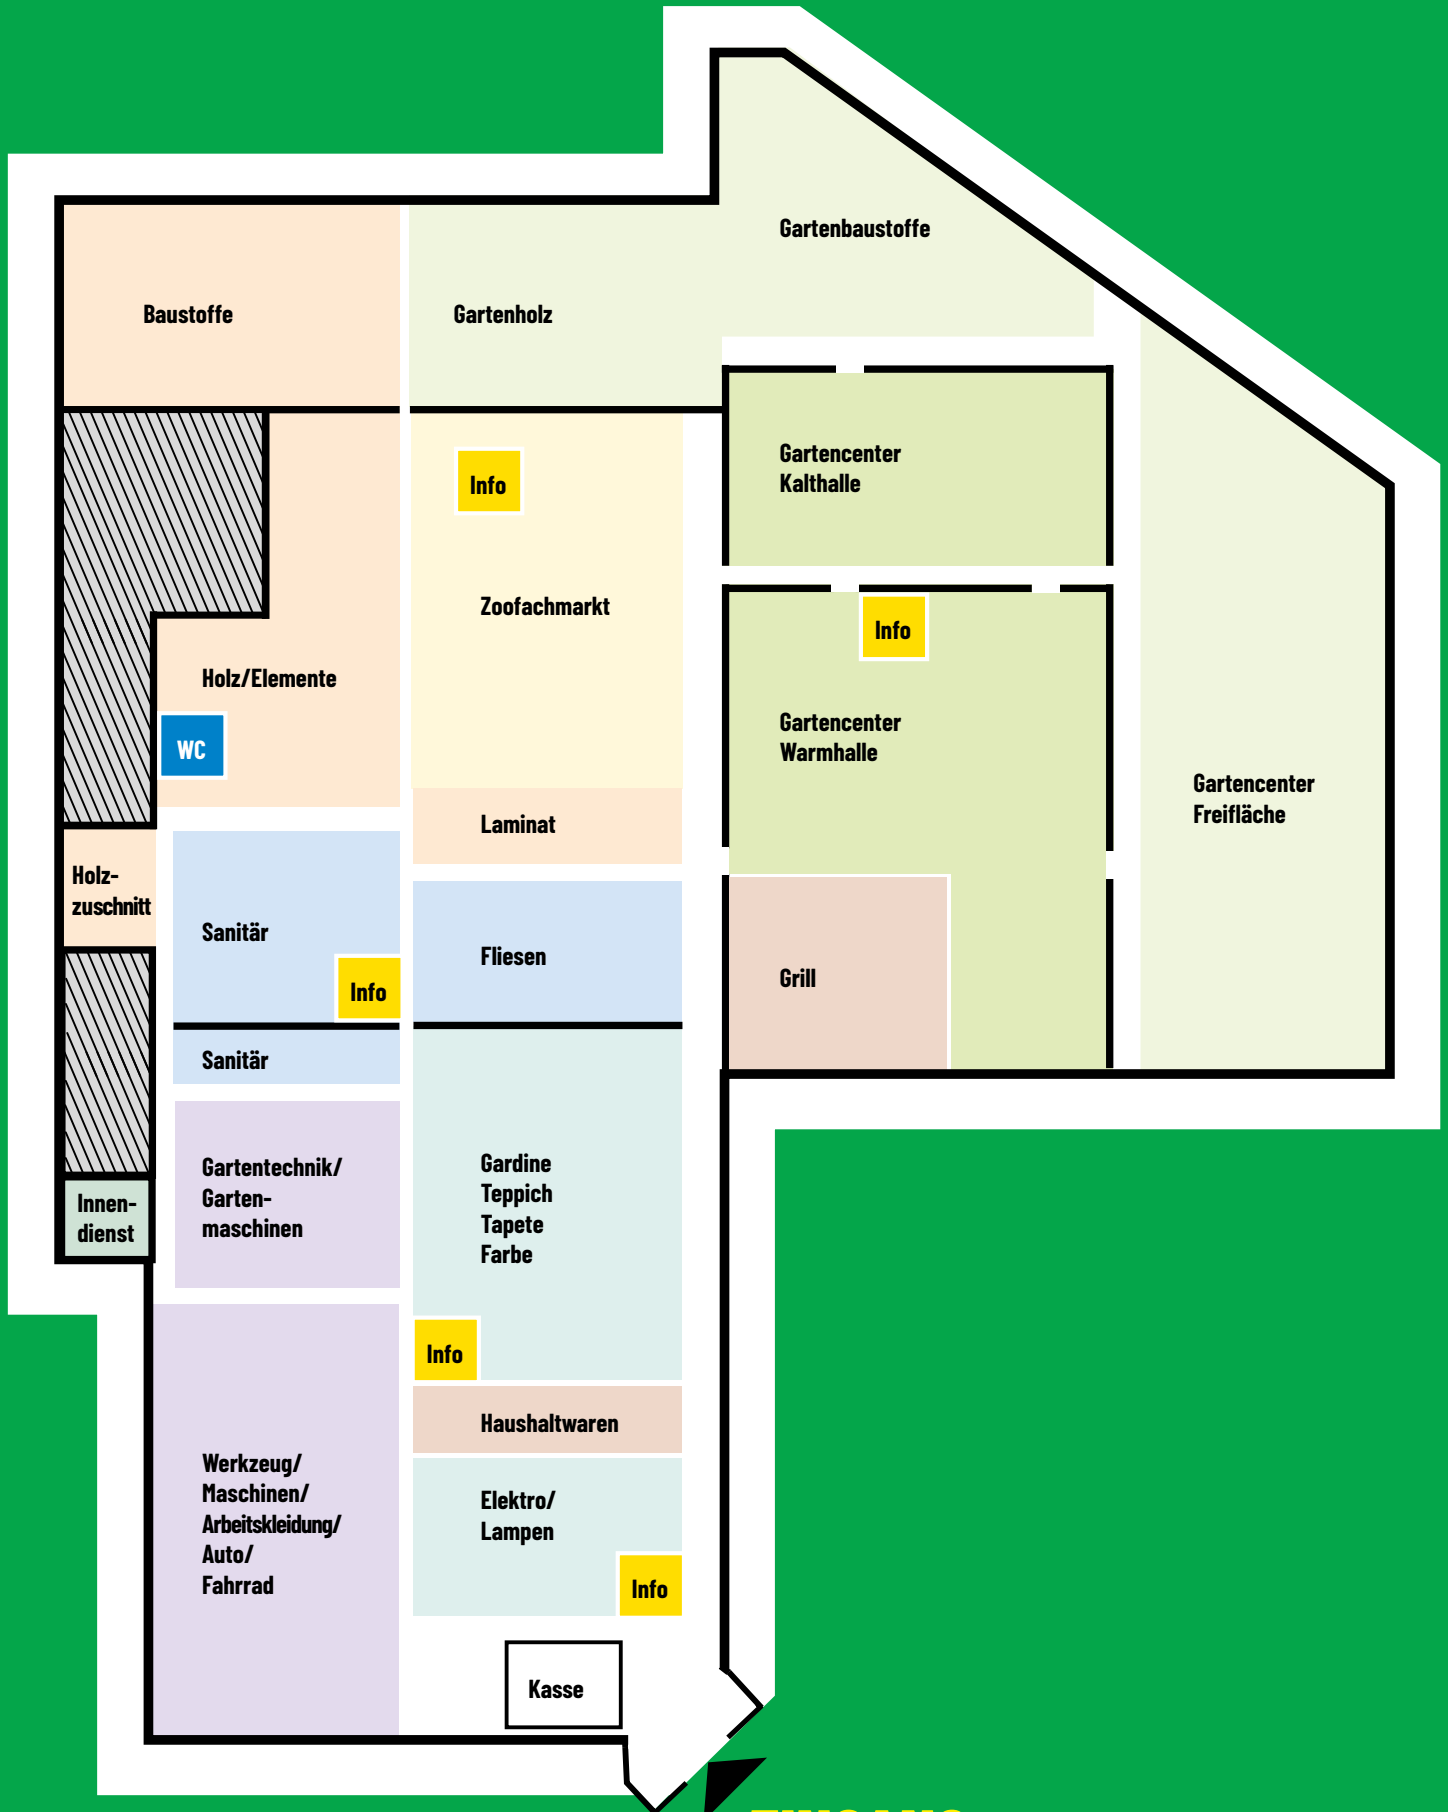 Gartenbaustoffe
Baustoffe
Gartenholz
Gartencenter
Kalthalle
Info
Zoofachmarkt
Info
Holz/Elemente
WC
Gartencenter
Warmhalle
Gartencenter
Freifläche
Laminat
Holz-
zuschnitt
Sanitär
Info
Fliesen
Grill
Sanitär
Gartentechnik/
Garten-
maschinen
Gardine
Teppich
Tapete
Farbe
Innen-
dienst
Info
Haushaltwaren
Werkzeug/
Maschinen/
Arbeitskleidung/
Auto/
Fahrrad
Elektro/
Lampen
Info
Kasse